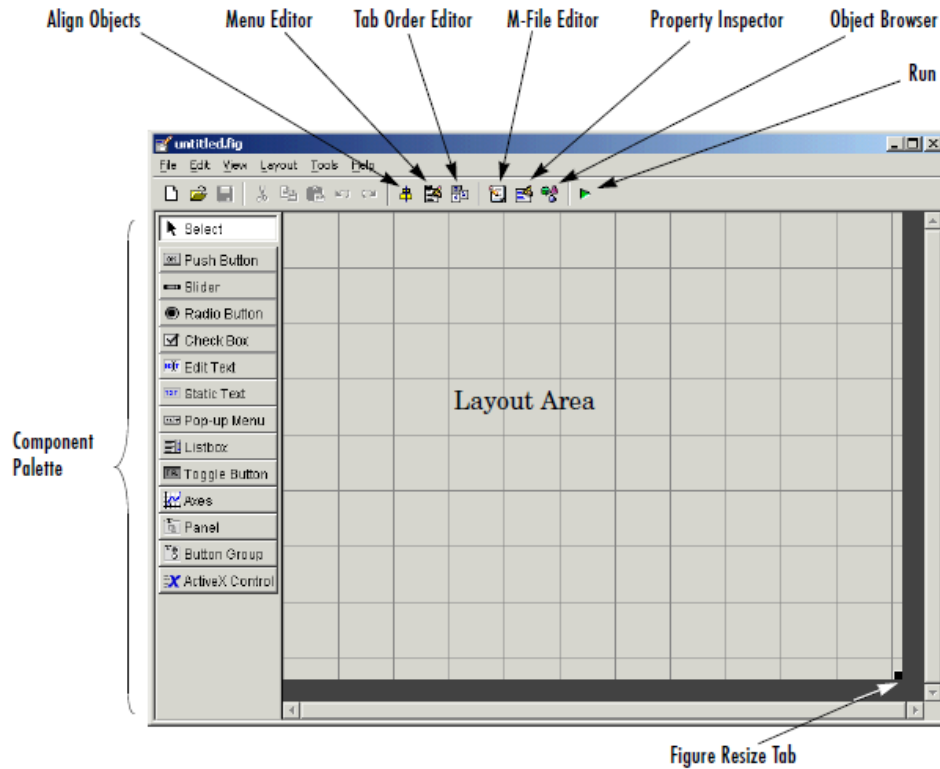 Align Objects Menu Editor Tab Order Editor M-File Editor Property Inspector Object Browser
Run
untitled.fig
File Edit View Layout Tools Help
Select
Push Button
Slider
Radio Button
Check Box
Edit Text
Static Text
Pop-up Menu
Listbox
Toggle Button
Axes
Panel
Button Group
ActiveX Control
Layout Area
Component
Palette
Figure Resize Tab